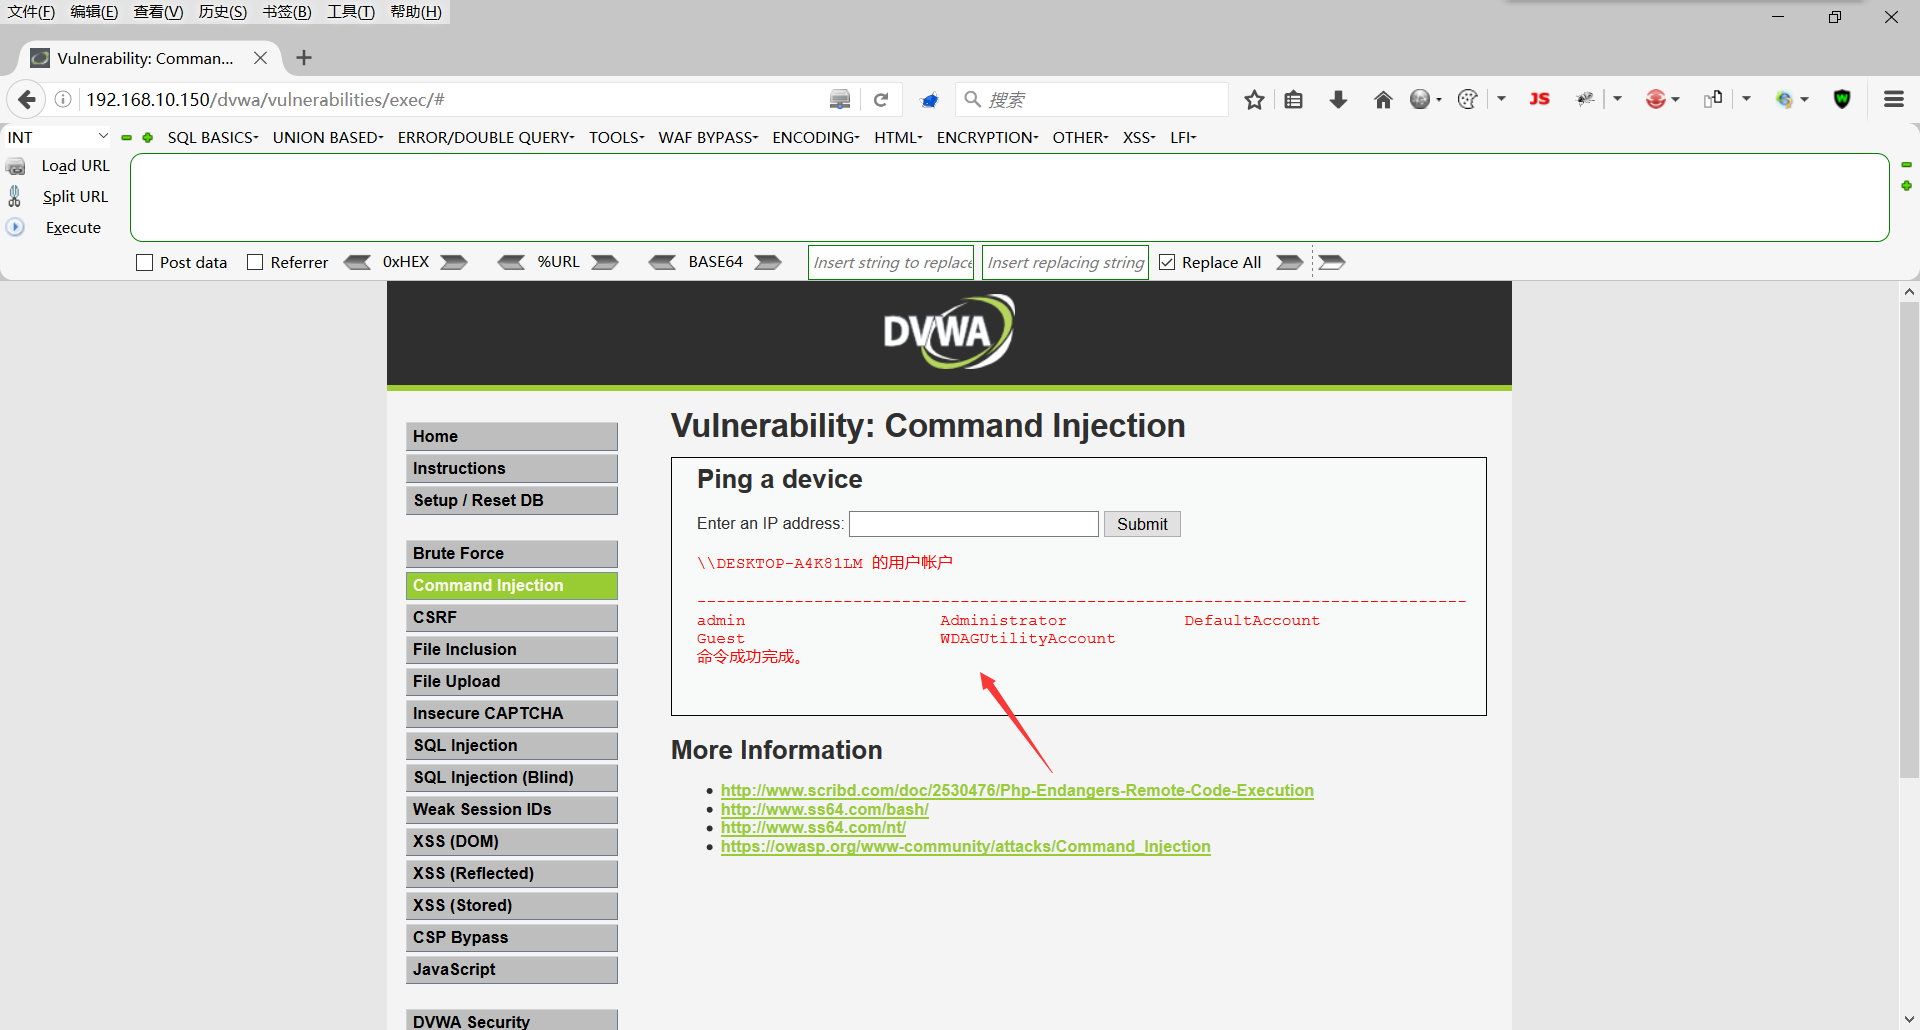 文件(F) 编辑(E) 查看(V) 历史(S) 书签(B) 工具(T) 帮助(H)
Vulnerability: Comman...
192.168.10.150/dvwa/vulnerabilities/exec/#
搜索
JS
INT
SQL BASICS
UNION BASED
ERROR/DOUBLE QUERY
TOOLS
WAF BYPASS
ENCODING
HTML
ENCRYPTION
OTHER
XSS
LFI
Load URL
Split URL
Execute
Post data
Referrer
0xHEX
%URL
BASE64
Insert string to replace
Insert replacing string
Replace All
DVWA
Home
Instructions
Setup / Reset DB
Brute Force
Command Injection
CSRF
File Inclusion
File Upload
Insecure CAPTCHA
SQL Injection
SQL Injection (Blind)
Weak Session IDs
XSS (DOM)
XSS (Reflected)
XSS (Stored)
CSP Bypass
JavaScript
DVWA Security
Vulnerability: Command Injection
Ping a device
Enter an IP address:
Submit
\\DESKTOP-A4K81LM 的用户帐户
-------------------------------------------------------------------------------
admin Administrator DefaultAccount
Guest WDAGUtilityAccount
命令成功完成。
More Information
http://www.scribd.com/doc/2530476/Php-Endangers-Remote-Code-Execution
http://www.ss64.com/bash/
http://www.ss64.com/nt/
https://owasp.org/www-community/attacks/Command_Injection